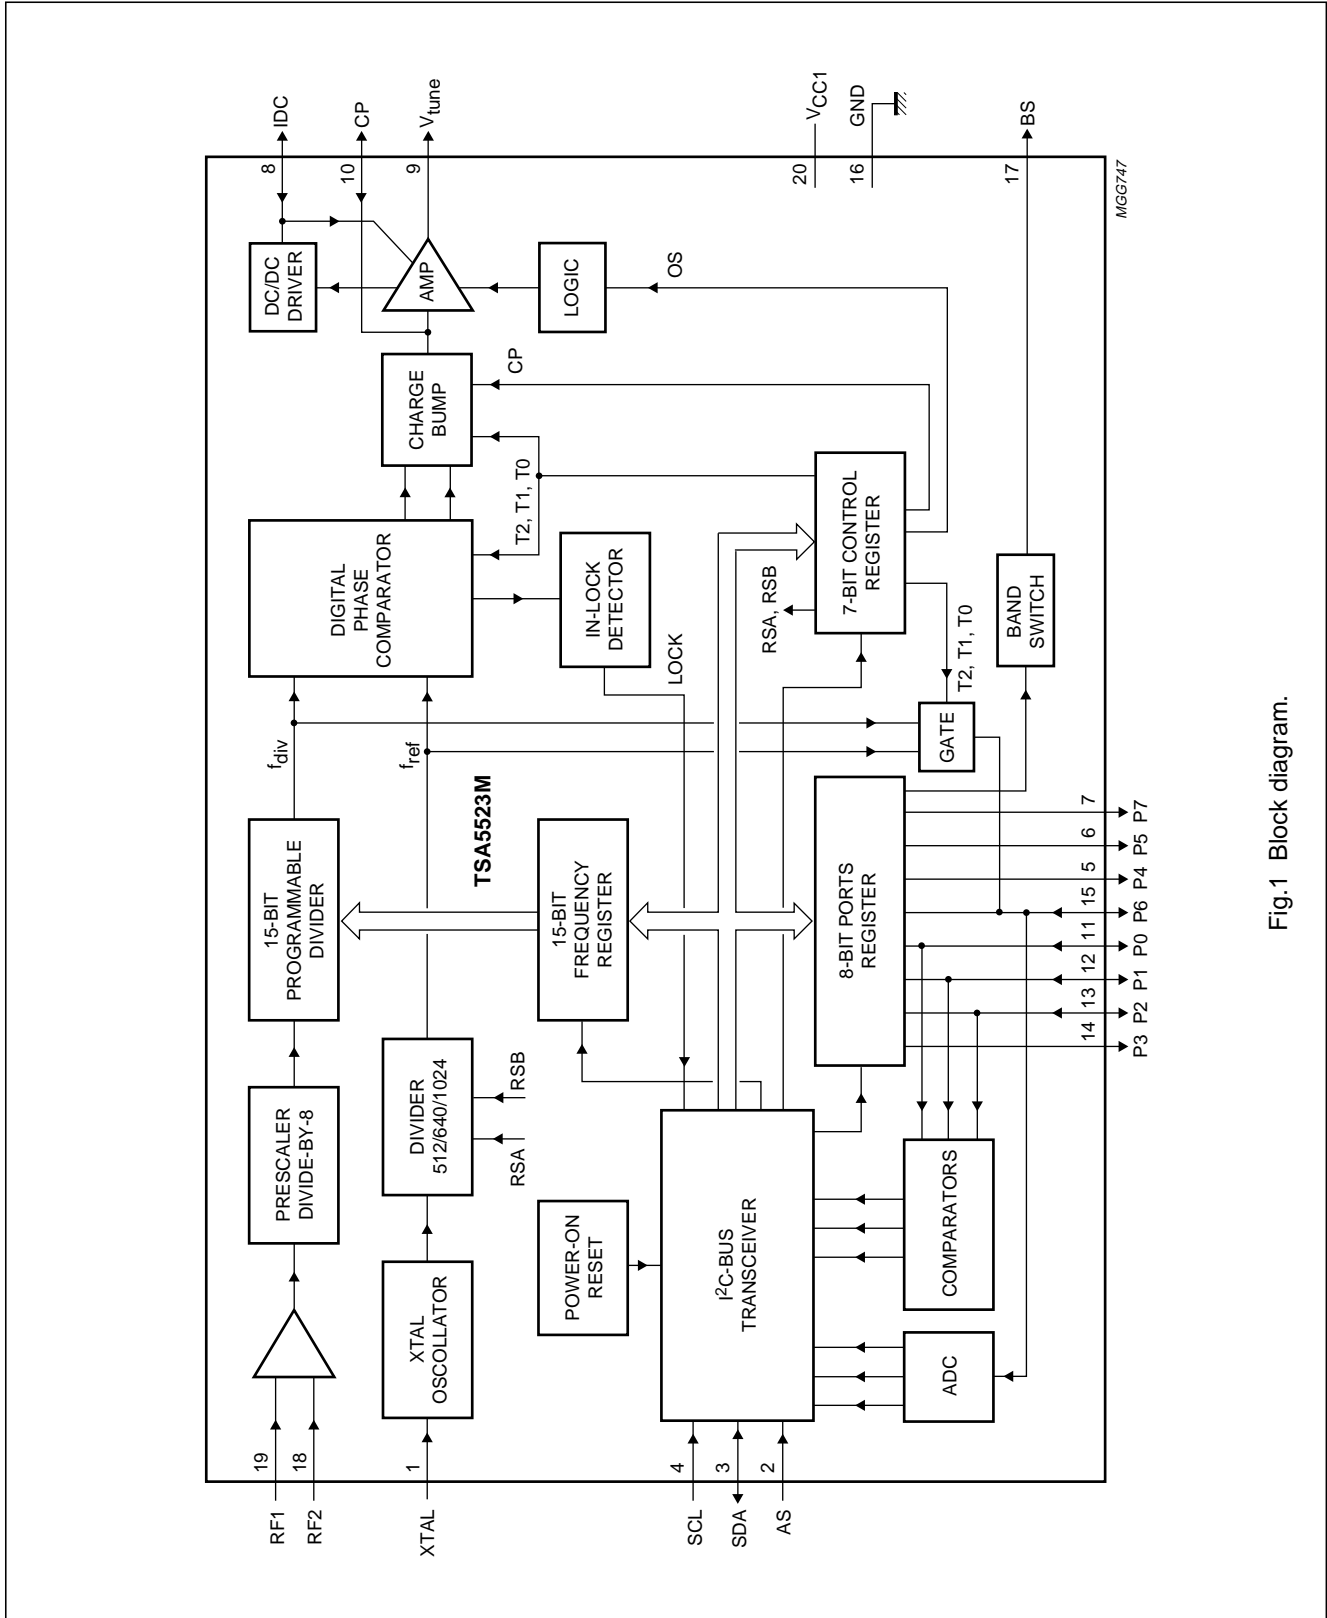 RF1
19
RF2
18
XTAL
1
SCL
4
SDA
3
AS
2
PRESCALER
DIVIDE-BY-8
15-BIT
PROGRAMMABLE
DIVIDER
fdiv
DIGITAL
PHASE
COMPARATOR
DC/DC
DRIVER
8
IDC
10
CP
9
Vtune
XTAL
OSCOLLATOR
DIVIDER
512/640/1024
RSA
RSB
fref
TSA5523M
CHARGE
BUMP
AMP
T2, T1, T0
CP
POWER-ON
RESET
15-BIT
FREQUENCY
REGISTER
IN-LOCK
DETECTOR
LOGIC
LOCK
OS
I2C-BUS
TRANSCEIVER
RSA, RSB
7-BIT CONTROL
REGISTER
20
VCC1
16
GND
8-BIT PORTS
REGISTER
GATE
T2, T1, T0
BAND
SWITCH
17
BS
ADC
COMPARATORS
14
13
12
11
15
5
6
7
P3
P2
P1
P0
P6
P4
P5
P7
MGG747
Fig.1 Block diagram.